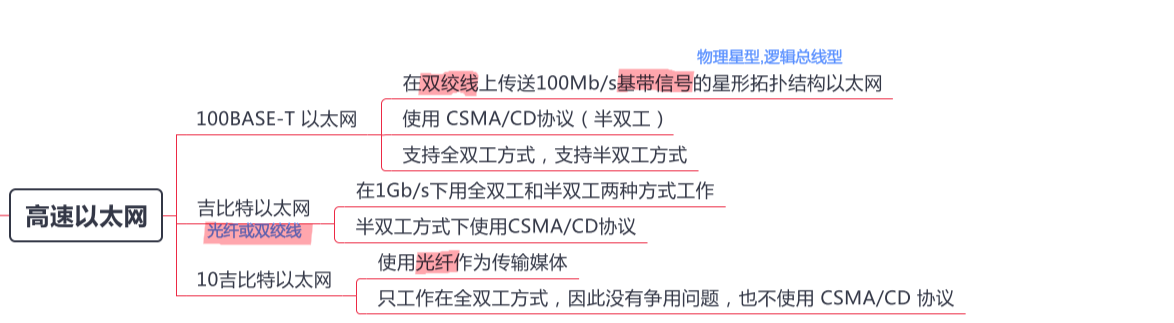 物理星型,逻辑总线型
在双绞线上传送100Mb/s基带信号的星形拓扑结构以太网
100BASE-T 以太网
使用 CSMA/CD协议（半双工）
支持全双工方式，支持半双工方式
高速以太网
在1Gb/s下用全双工和半双工两种方式工作
吉比特以太网
光纤或双绞线
半双工方式下使用CSMA/CD协议
使用光纤作为传输媒体
10吉比特以太网
只工作在全双工方式，因此没有争用问题，也不使用 CSMA/CD 协议